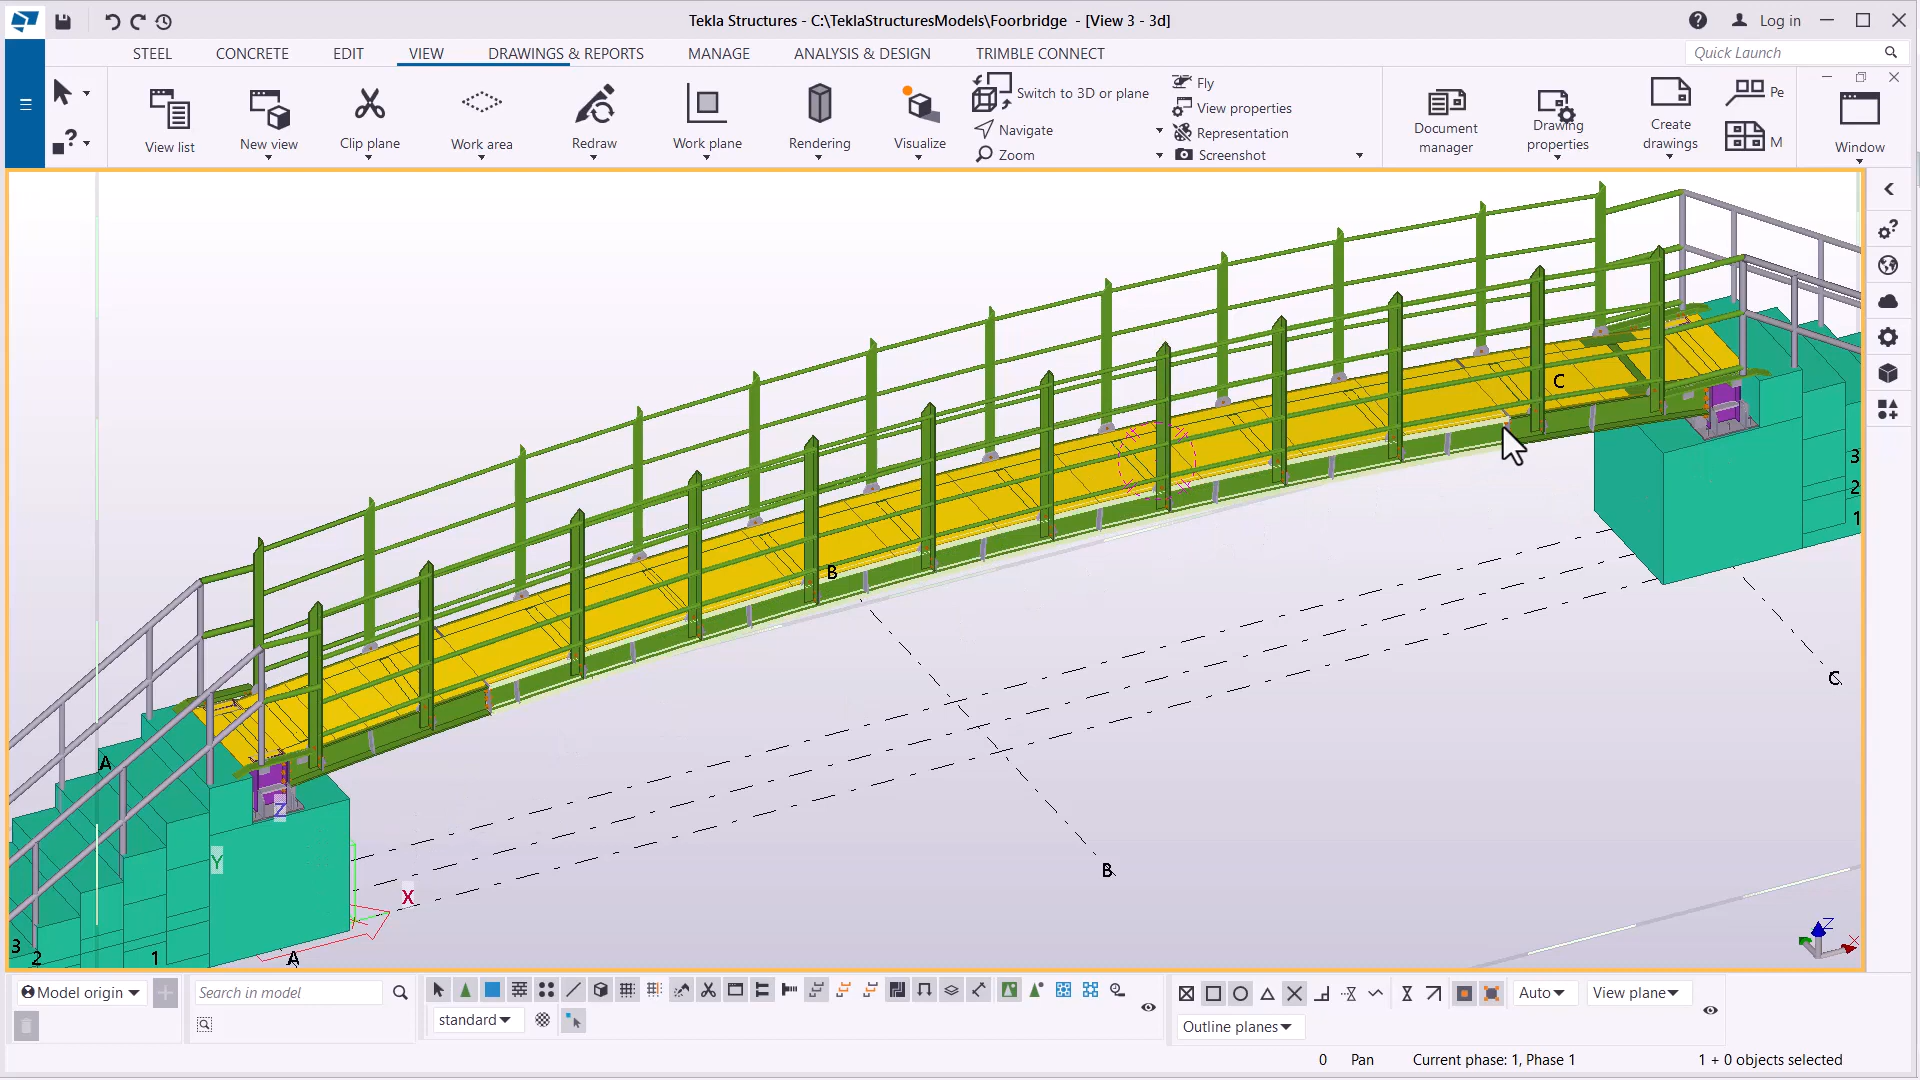 Tekla Structures - C:\TeklaStructuresModels\Foorbridge - [View 3 - 3d]
Log in
STEEL CONCRETE EDIT VIEW DRAWINGS & REPORTS MANAGE ANALYSIS & DESIGN TRIMBLE CONNECT
Quick Launch
View list
New view
Clip plane
Work area
Redraw
Work plane
Rendering
Visualize
Switch to 3D or plane
Navigate
Zoom
Fly
View properties
Representation
Screenshot
Document manager
Drawing properties
Create drawings
Pe
M
Window
C
B
A
Z
Y
X
C
B
A
3
2
1
3
2
1
Z
X
Model origin
Search in model
standard
Auto
View plane
Outline planes
0 Pan Current phase: 1, Phase 1 1 + 0 objects selected